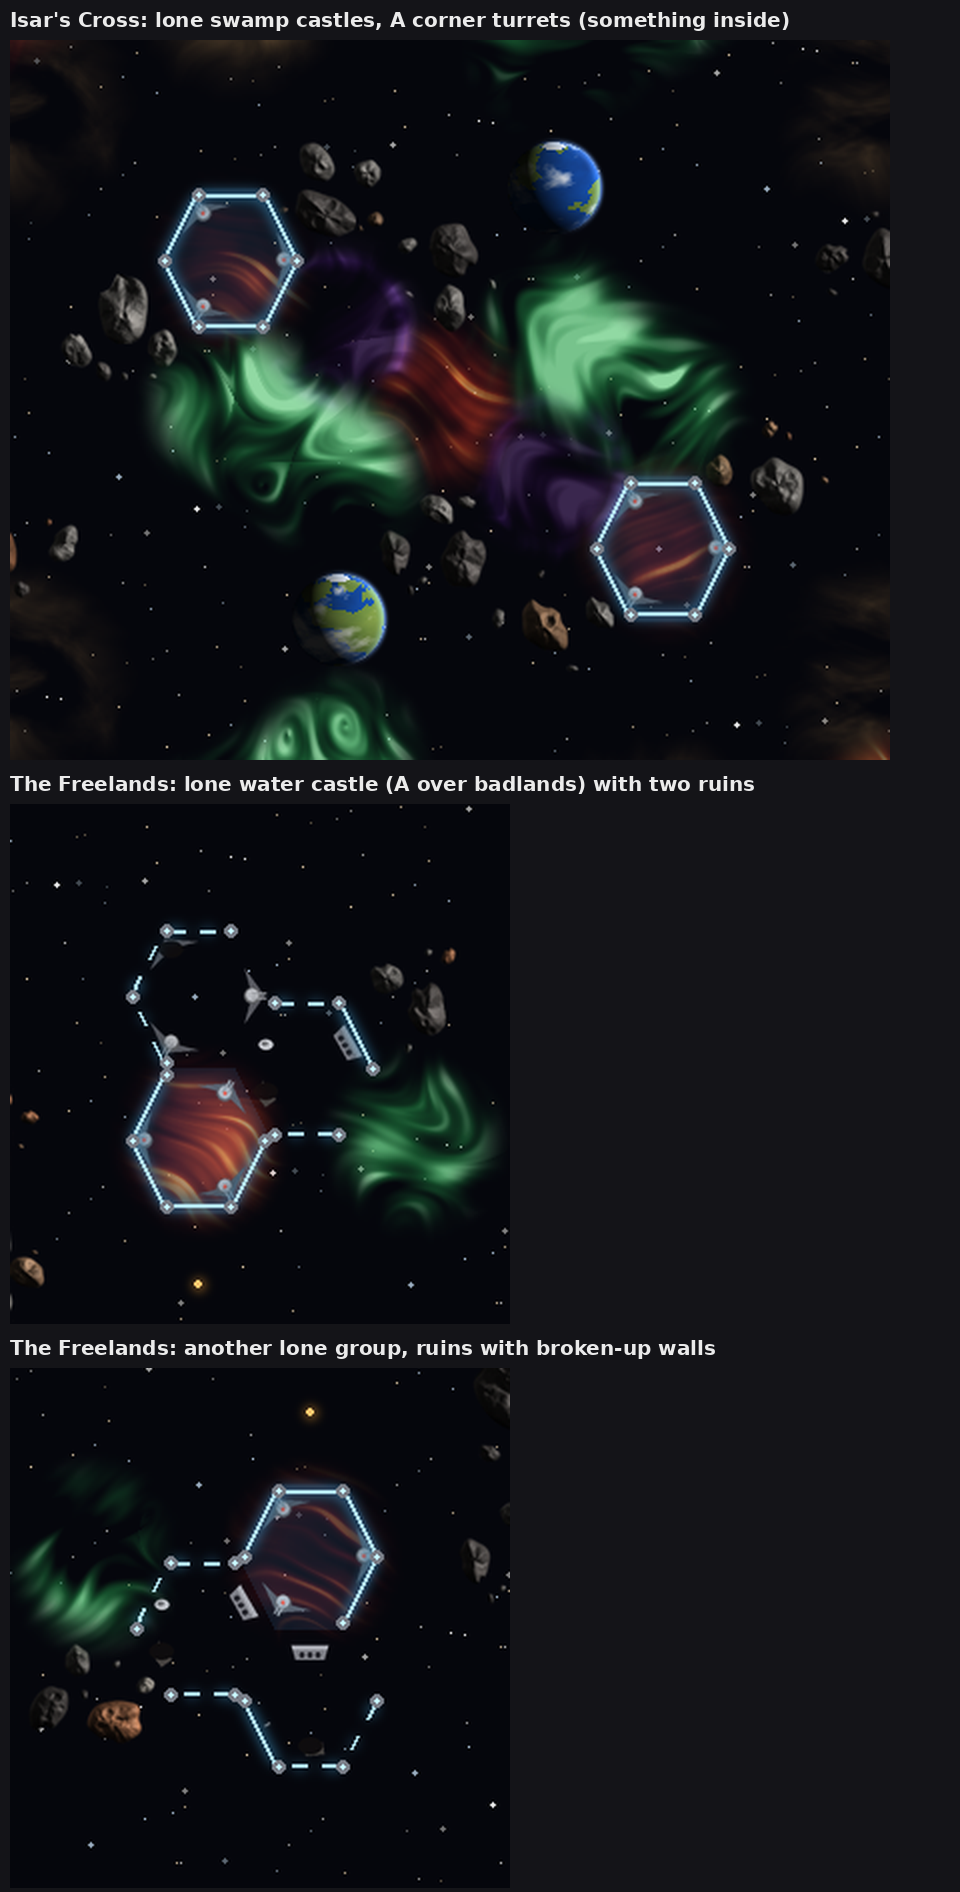 Isar's Cross: lone swamp castles, A corner turrets (something inside)
The Freelands: lone water castle (A over badlands) with two ruins
The Freelands: another lone group, ruins with broken-up walls